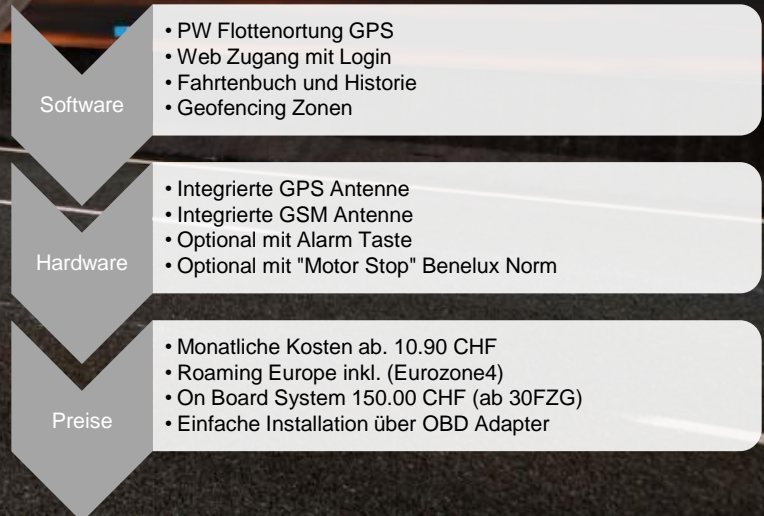 Software
• PW Flottenortung GPS
• Web Zugang mit Login
• Fahrtenbuch und Historie
• Geofencing Zonen
Hardware
• Integrierte GPS Antenne
• Integrierte GSM Antenne
• Optional mit Alarm Taste
• Optional mit "Motor Stop" Benelux Norm
Preise
• Monatliche Kosten ab. 10.90 CHF
• Roaming Europe inkl. (Eurozone4)
• On Board System 150.00 CHF (ab 30FZG)
• Einfache Installation über OBD Adapter